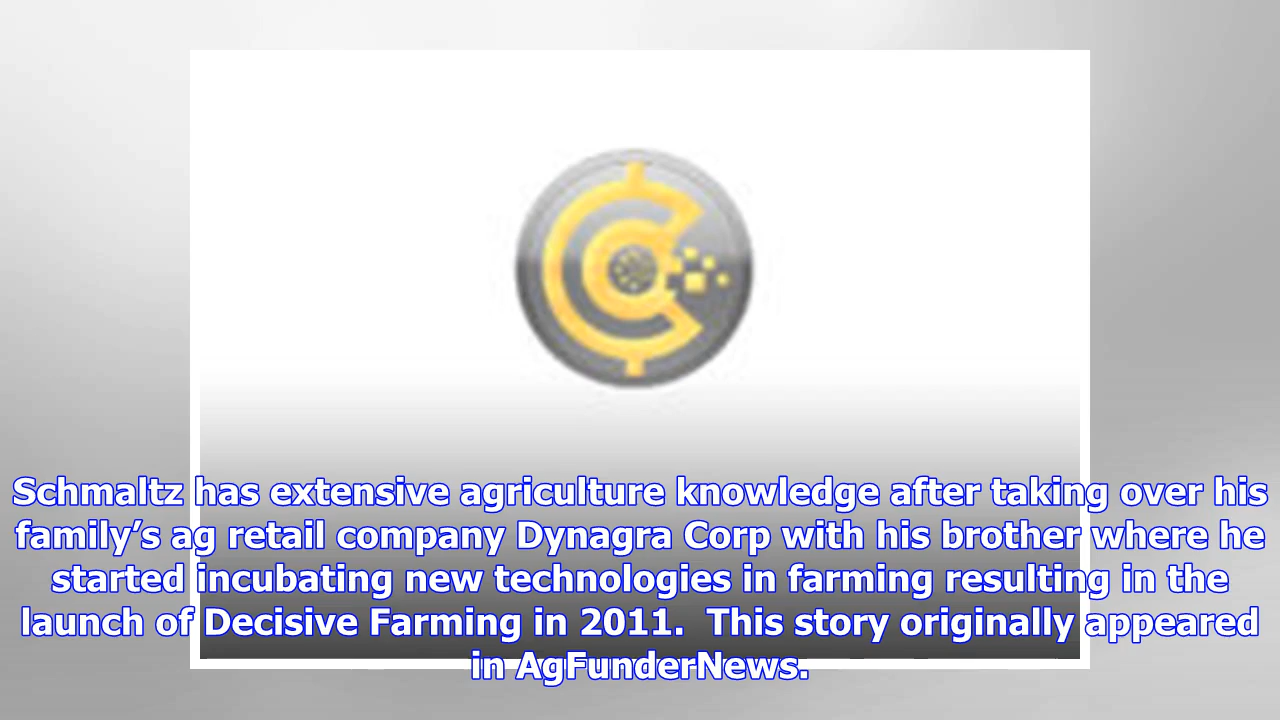 Schmaltz has extensive agriculture knowledge after taking over his
family’s ag retail company Dynagra Corp with his brother where he
started incubating new technologies in farming resulting in the
launch of Decisive Farming in 2011.  This story originally appeared
in AgFunderNews.